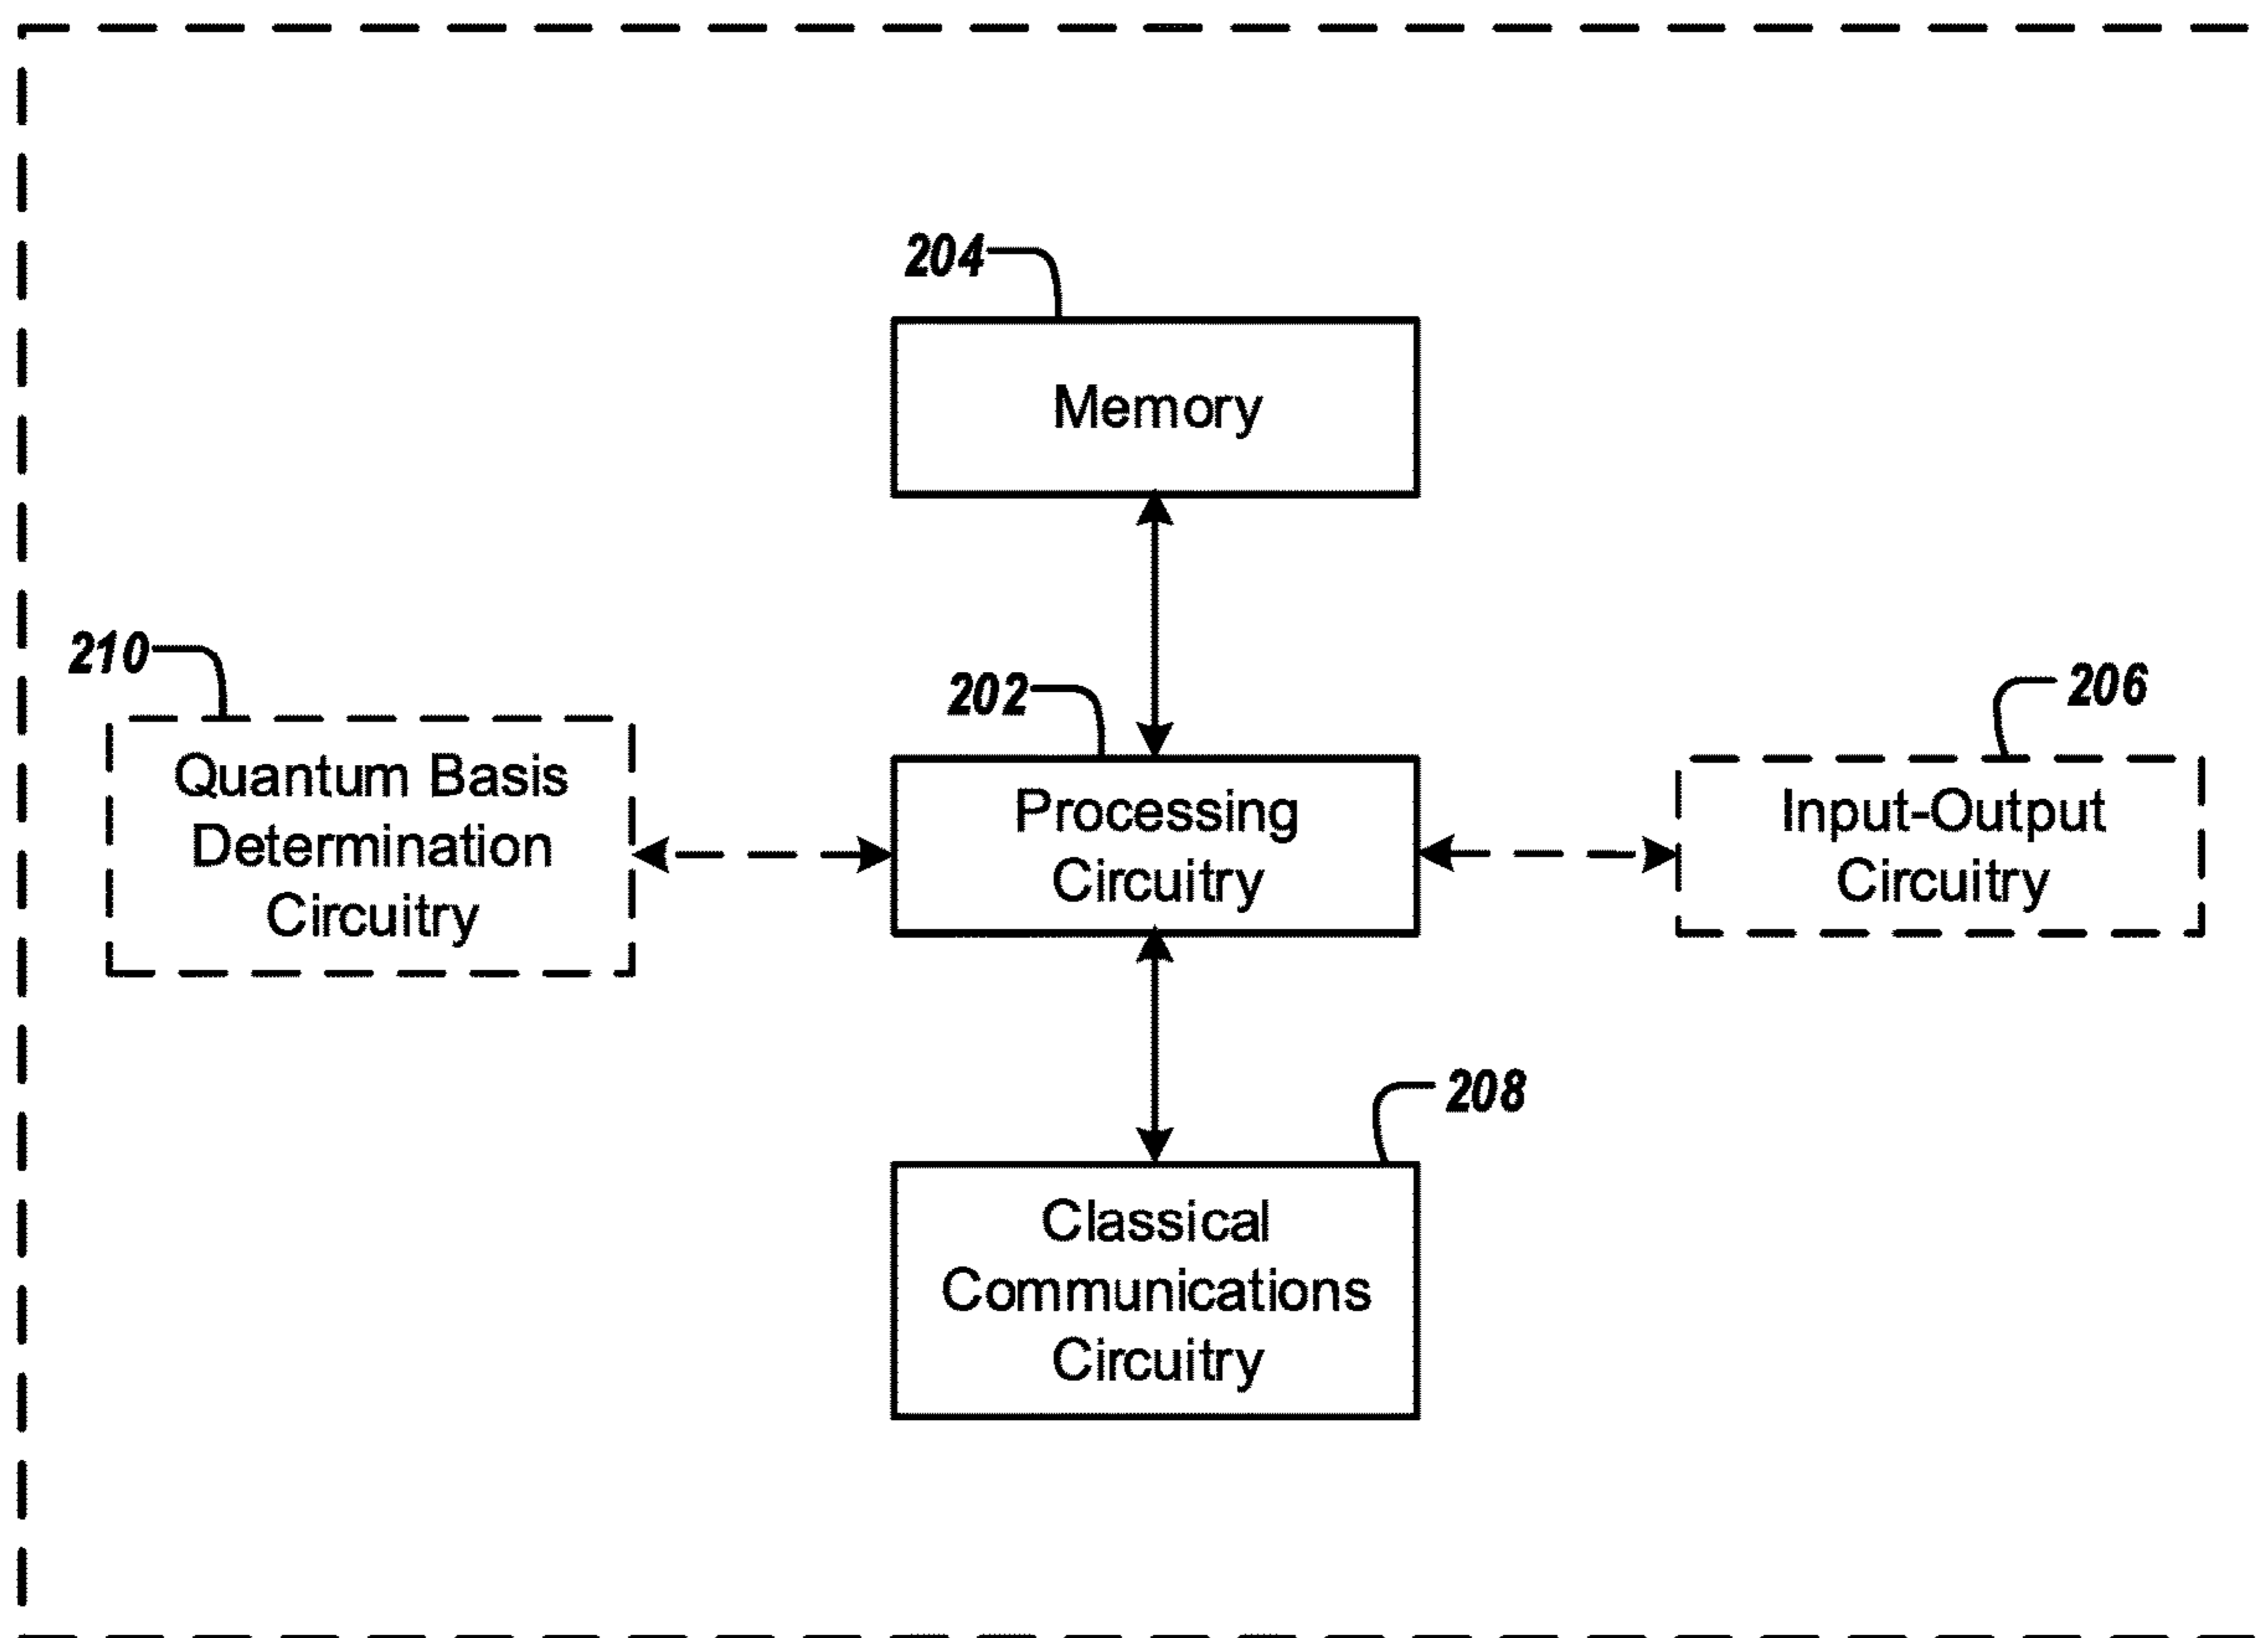 204
Memory
210
Quantum Basis
Determination
Circuitry
202
Processing
Circuitry
206
Input-Output
Circuitry
208
Classical
Communications
Circuitry